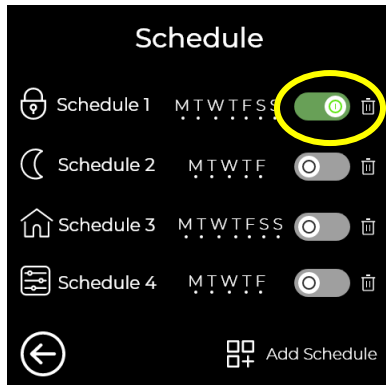 Schedule
Schedule 1 MTWTFSS
Schedule 2 MTWTF
Schedule 3 MTWTFSS
Schedule 4 MTWTF
Add Schedule